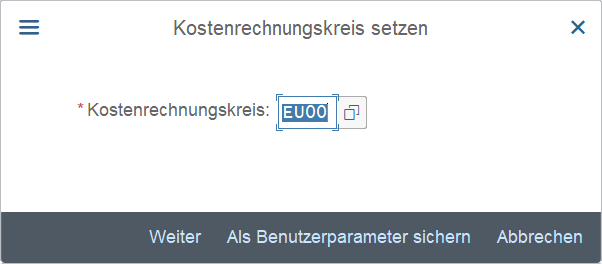 Kostenrechnungskreis setzen
* Kostenrechnungskreis: EU00
Weiter Als Benutzerparameter sichern Abbrechen